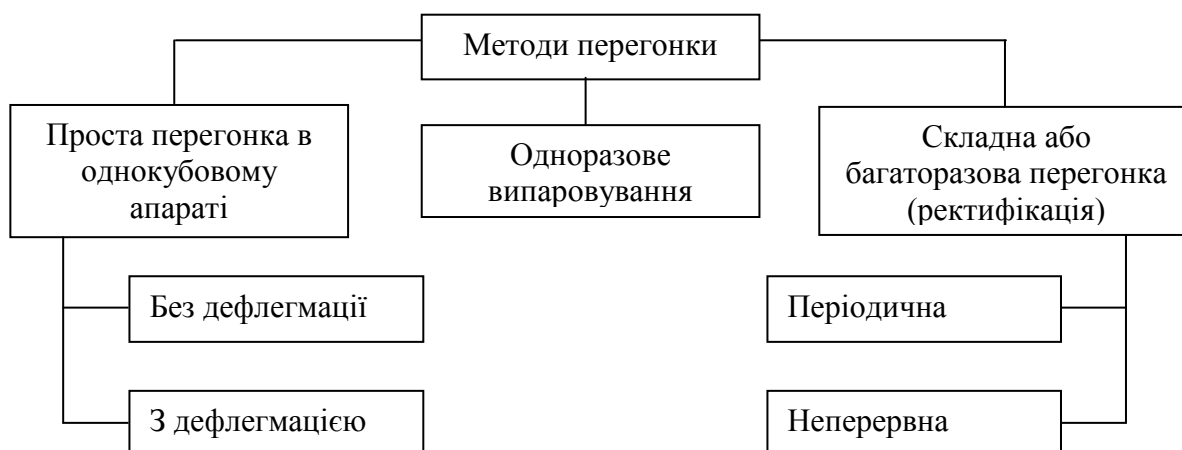 Методи перегонки
Проста перегонка в
однокубовому
апараті
Одноразове
випаровування
Складна або
багаторазова перегонка
(ректифікація)
Без дефлегмації
З дефлегмацією
Періодична
Неперервна